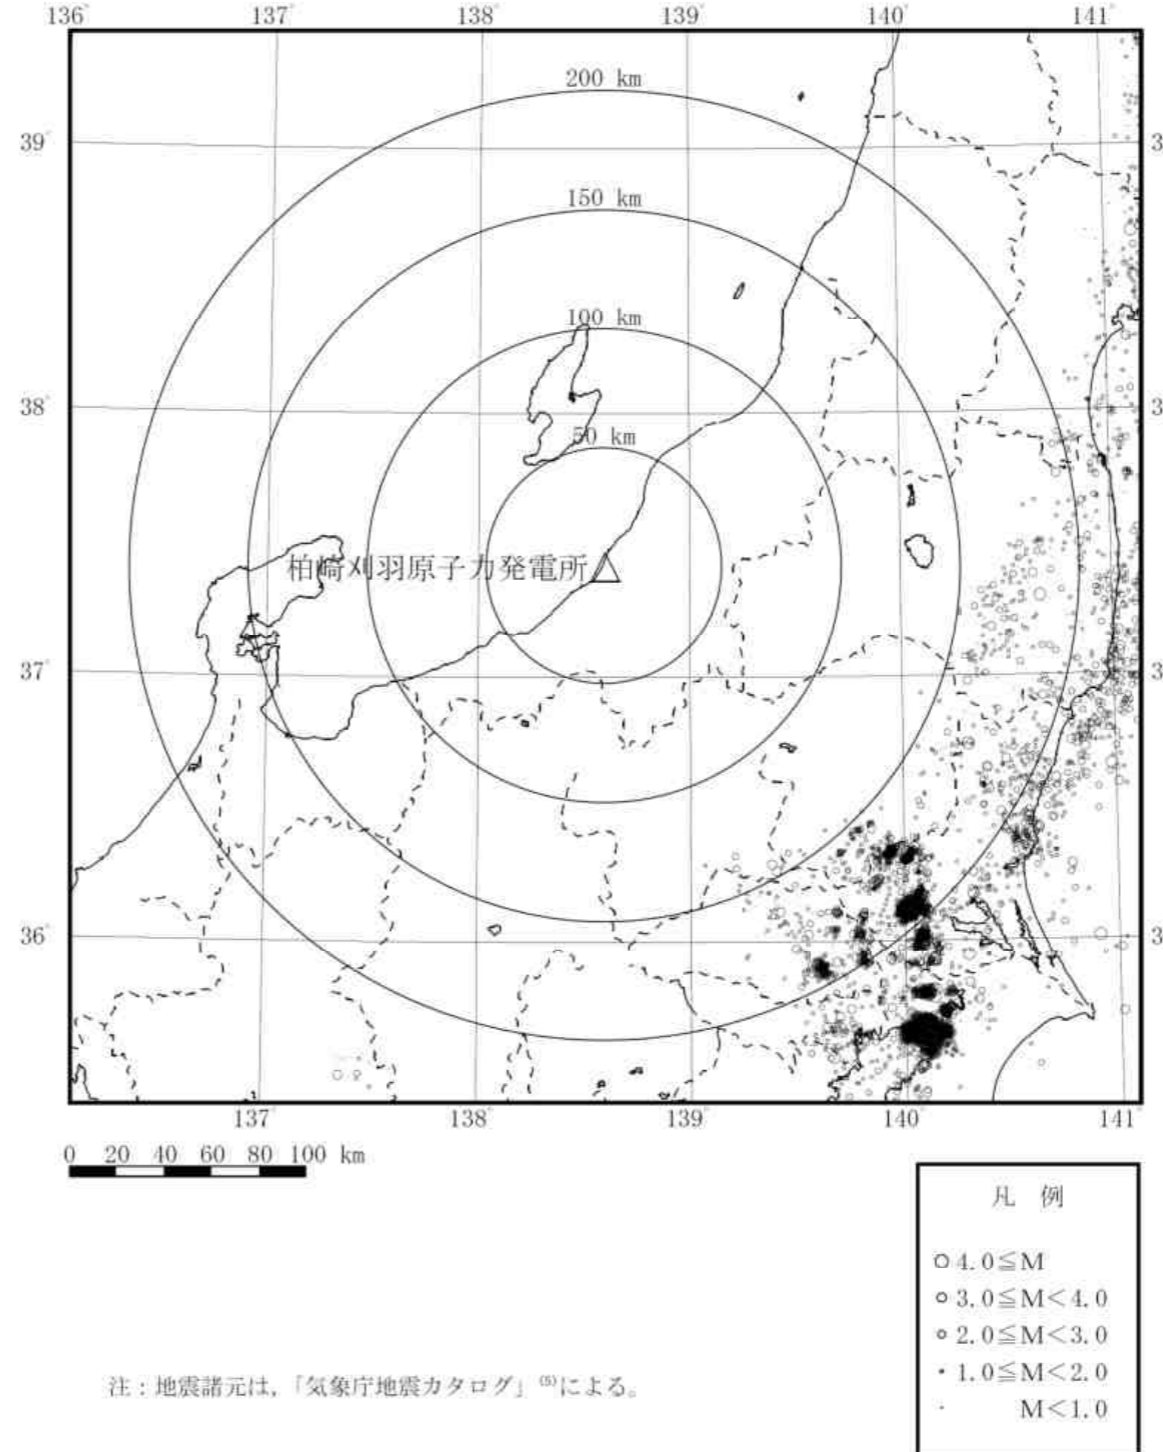 136° 137° 138° 139° 140° 141°
200 km
39° 3
150 km
100 km
38° 3
50 km
柏崎刈羽原子力発電所
37° 3
36° 3
137° 138° 139° 140° 141°
0 20 40 60 80 100 km
凡 例
4.0≦M
3.0≦M<4.0
2.0≦M<3.0
1.0≦M<2.0
M<1.0
注:地震諸元は,「気象庁地震カタログ」(5)による。